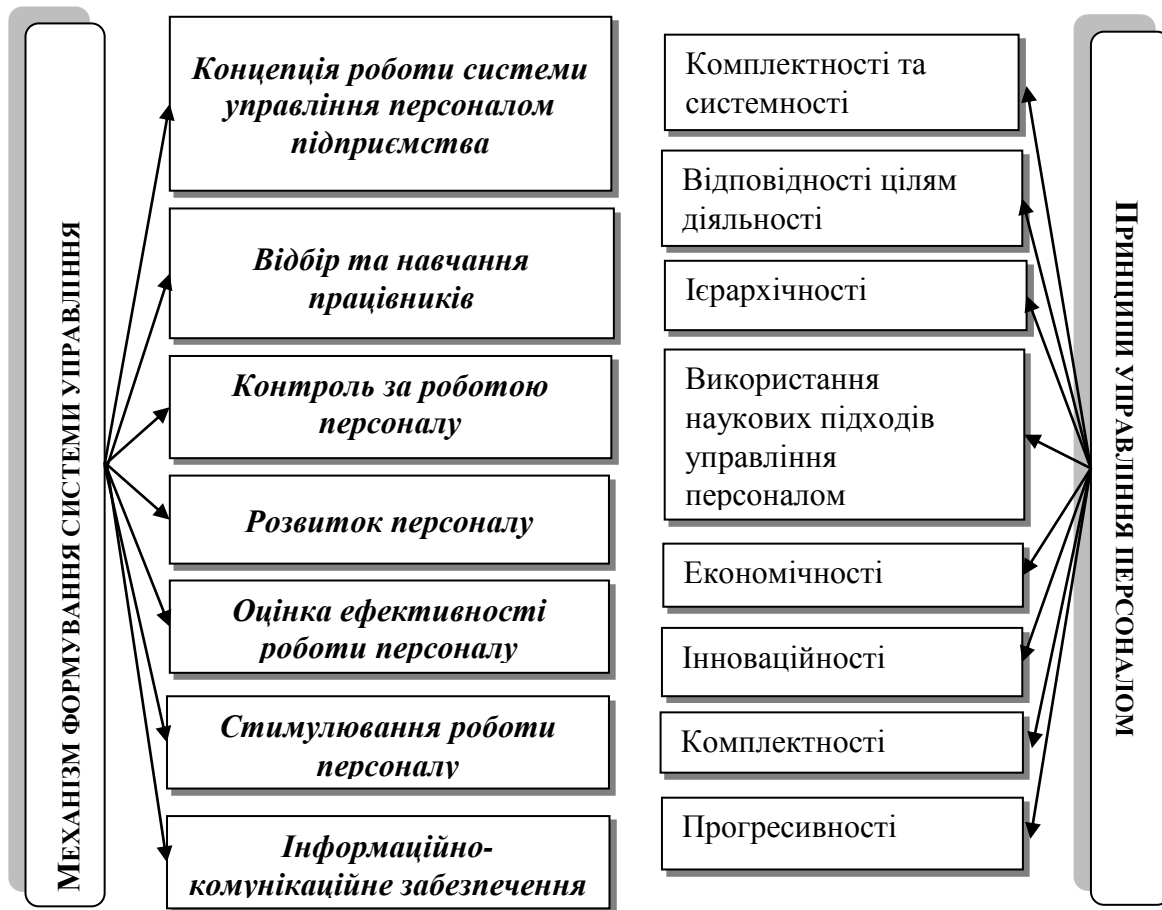 МЕХАНІЗМ ФОРМУВАННЯ СИСТЕМИ УПРАВЛІННЯ
Концепція роботи системи
управління персоналом
підприємства
Відбір та навчання
працівників
Контроль за роботою
персоналу
Розвиток персоналу
Оцінка ефективності
роботи персоналу
Стимулювання роботи
персоналу
Інформаційно-
комунікаційне забезпечення
Комплектності та
системності
Відповідності цілям
діяльності
Ієрархічності
Використання
наукових підходів
управління
персоналом
Економічності
Інноваційності
Комплектності
Прогресивності
ПРИНЦИПИ УПРАВЛІННЯ ПЕРСОНАЛОМ